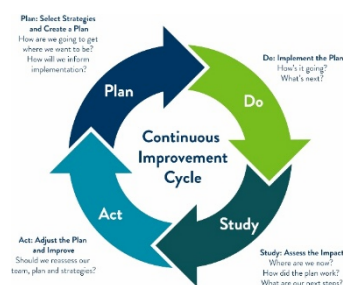 Plan: Select Strategies
and Create a Plan
How are we going to get
where we want to be?
How will we inform
implementation?
Plan
Do
Do: Implement the Plan
How's it going?
What's next?
Continuous
Improvement
Cycle
Act
Study
Act: Adjust the Plan
and Improve
Should we reassess our
team, plan and strategies?
Study: Assess the Impact
Where are we now?
How did the plan work?
What are our next steps?